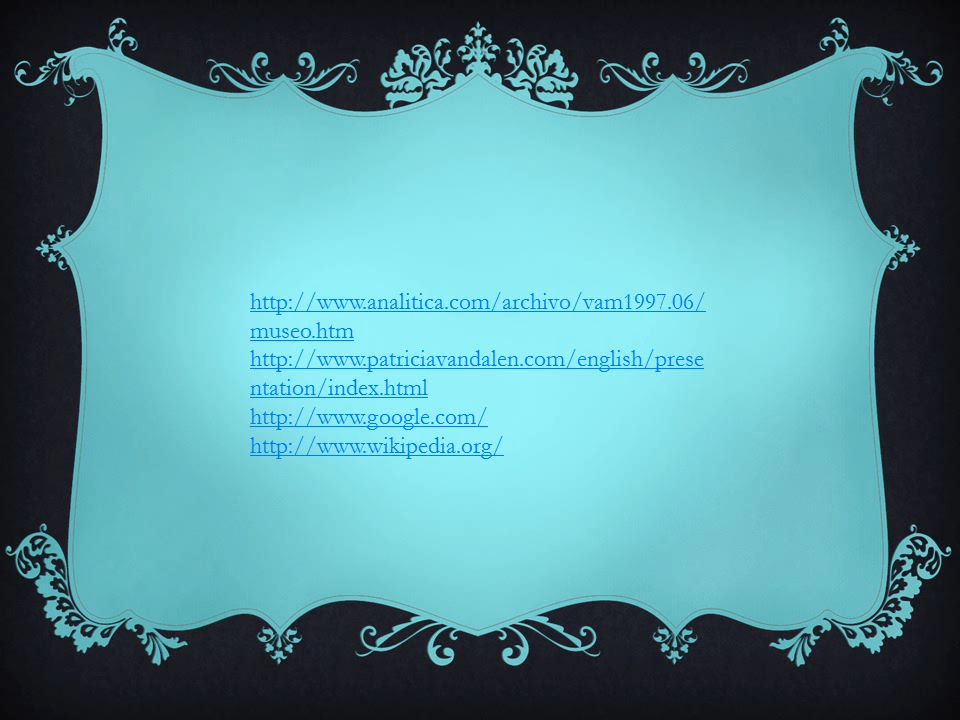 http://www.analitica.com/archivo/vam1997.06/
museo.htm
http://www.patriciavandalen.com/english/prese
ntation/index.html
http://www.google.com/
http://www.wikipedia.org/